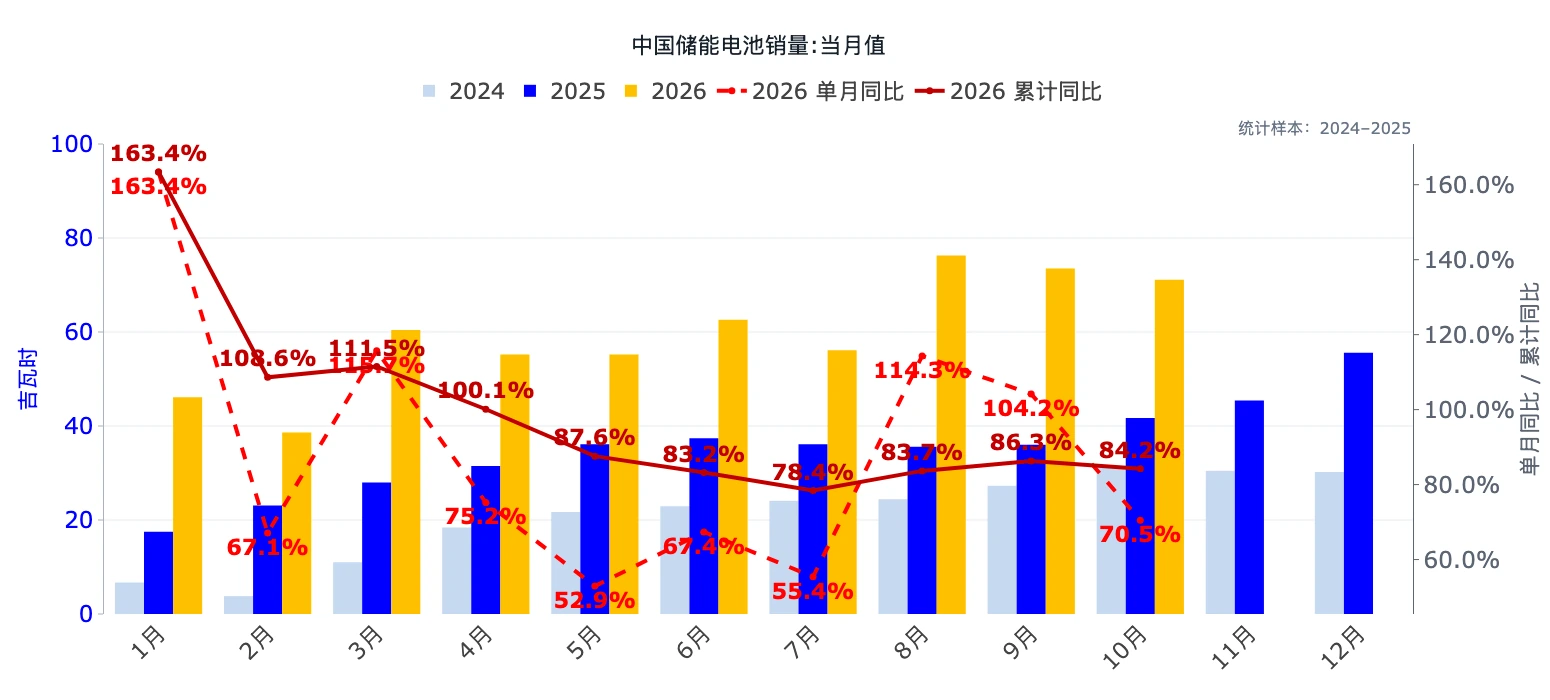 中国储能电池销量:当月值
2024 2025 2026 2026 单月同比 2026 累计同比
统计样本：2024–2025
100
80
60
40
20
0
吉瓦时
160.0%
140.0%
120.0%
100.0%
80.0%
60.0%
单月同比 / 累计同比
163.4%
108.6%
111.5%
100.1%
87.6%
83.2%
78.4%
83.7%
86.3%
84.2%
163.4%
67.1%
115.7%
75.2%
52.9%
67.4%
55.4%
114.3%
104.2%
70.5%
1月
2月
3月
4月
5月
6月
7月
8月
9月
10月
11月
12月